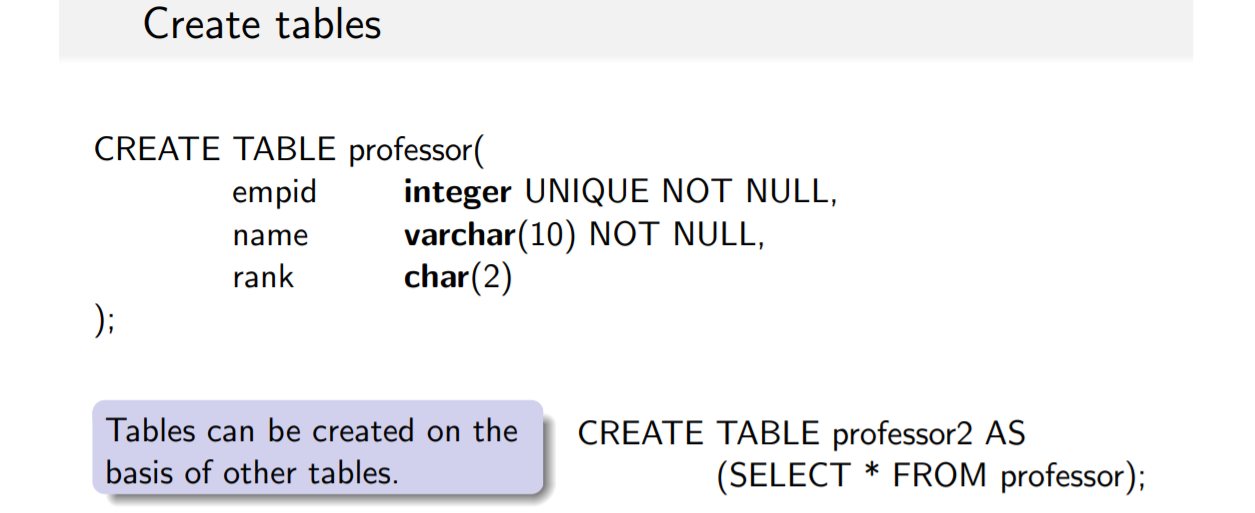 Create tables
CREATE TABLE professor(
empid integer UNIQUE NOT NULL,
name varchar(10) NOT NULL,
rank char(2)
);
Tables can be created on the
basis of other tables.
CREATE TABLE professor2 AS
(SELECT * FROM professor);